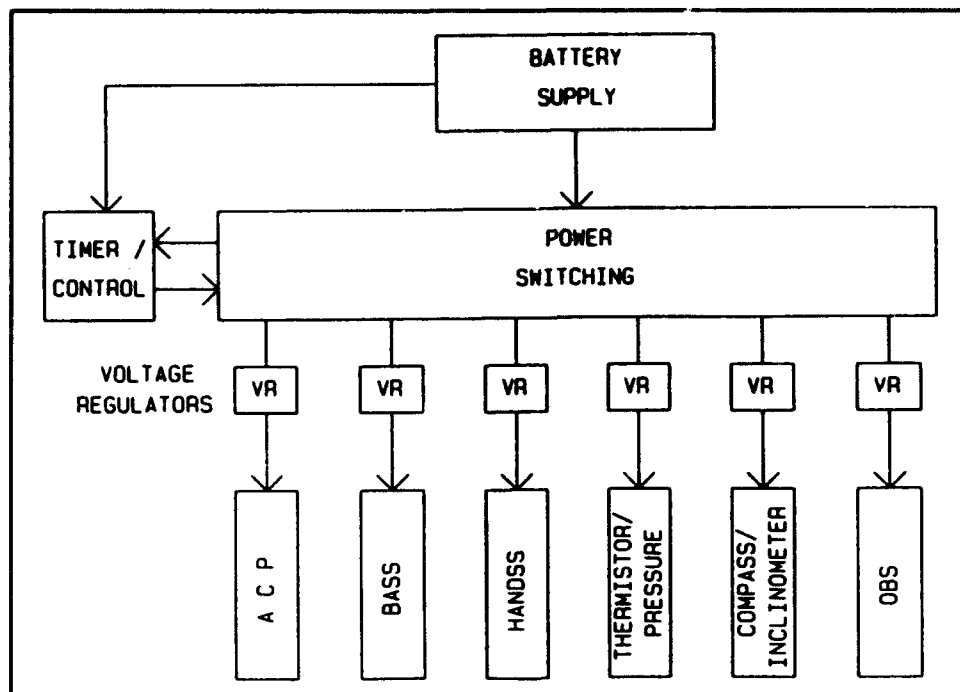 BATTERY
SUPPLY
TIMER /
CONTROL
POWER
SWITCHING
VOLTAGE
REGULATORS
VR
VR
VR
VR
VR
VR
A C P
BASS
HANDSS
THERMISTOR/
PRESSURE
COMPASS/
INCLINOMETER
OBS